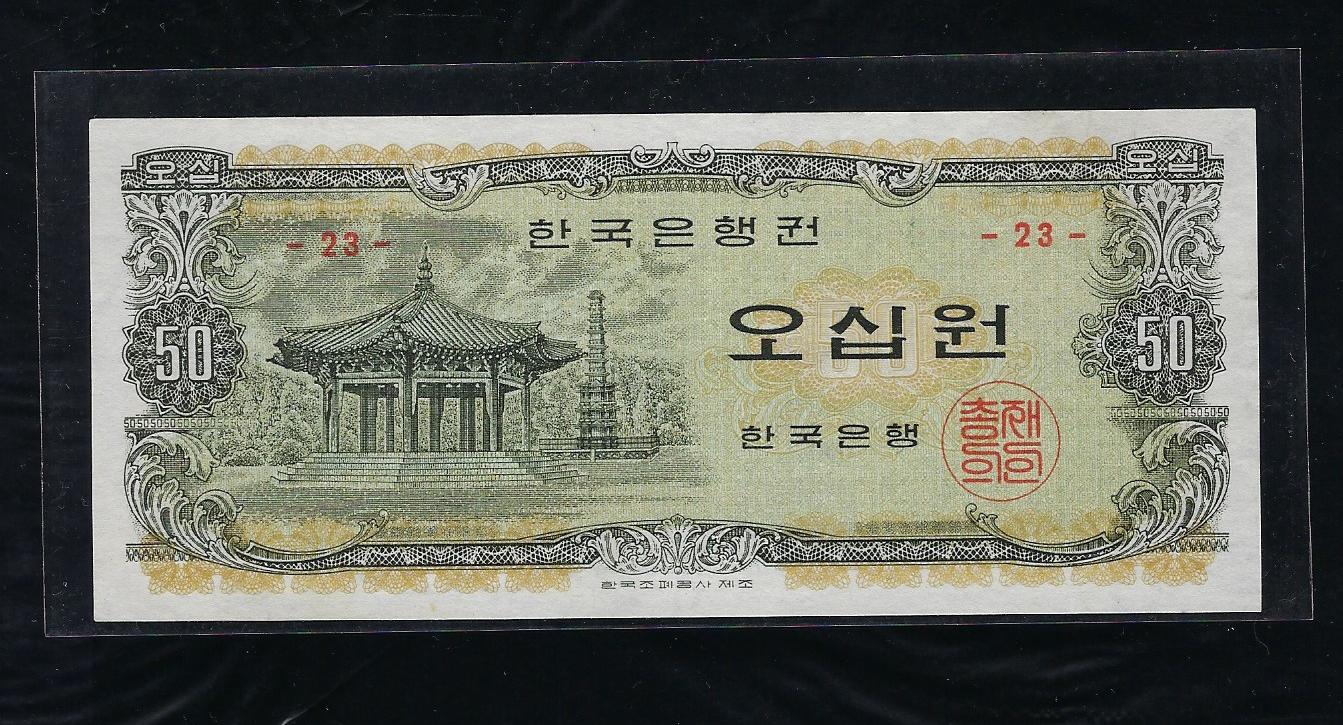 오십 오십
- 23 - 한국은행권 - 23 -
오십원
50 50 50
한국은행
총재의인
한국조폐공사 제조